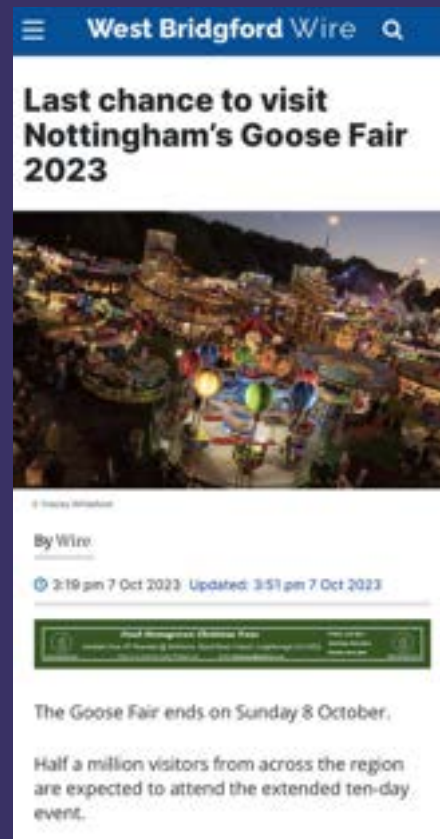 West Bridgford Wire
Last chance to visit
Nottingham's Goose Fair
2023
By Wire
3:19 pm 7 Oct 2023 Updated: 3:51 pm 7 Oct 2023
The Goose Fair ends on Sunday 8 October.
Half a million visitors from across the region
are expected to attend the extended ten-day
event.